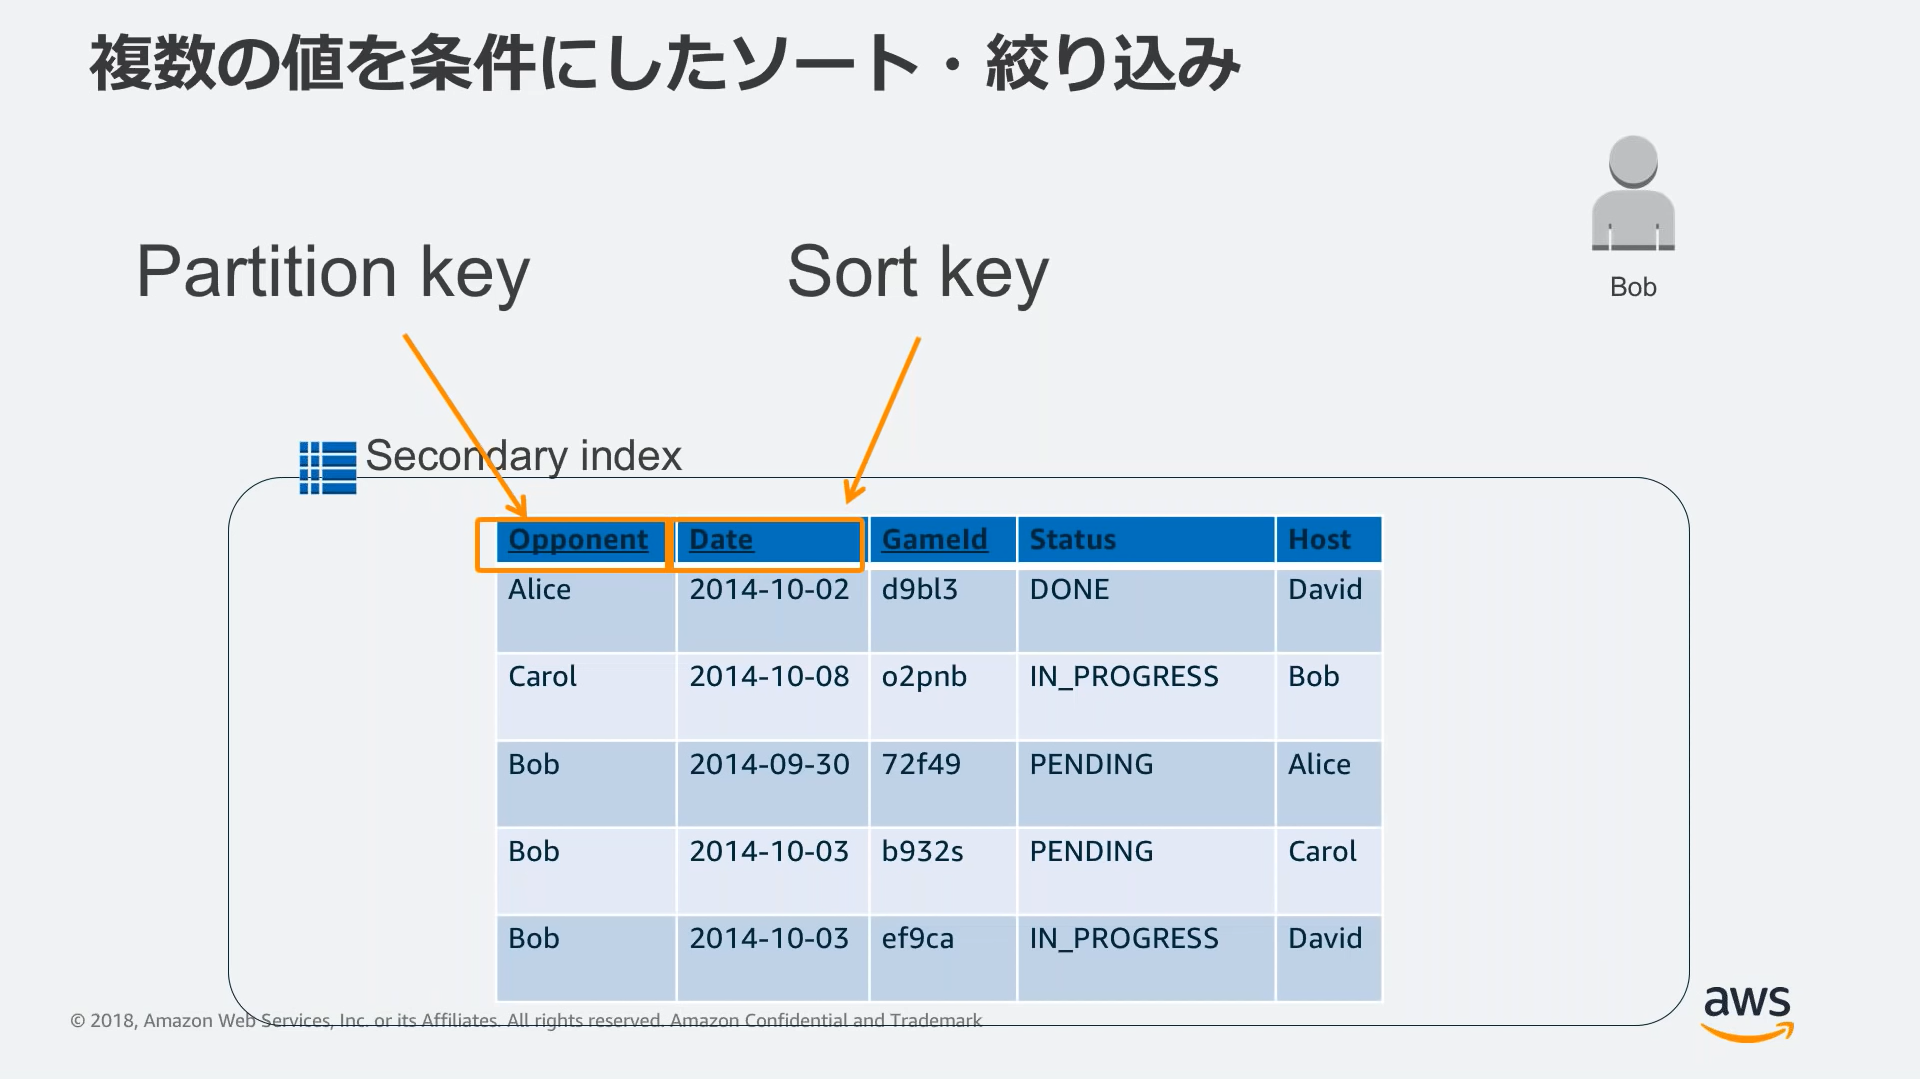 複数の値を条件にしたソート・絞り込み
Bob
Partition key
Sort key
Secondary index
Opponent Date GameId Status Host
Alice 2014-10-02 d9bl3 DONE David
Carol 2014-10-08 o2pnb IN_PROGRESS Bob
Bob 2014-09-30 72f49 PENDING Alice
Bob 2014-10-03 b932s PENDING Carol
Bob 2014-10-03 ef9ca IN_PROGRESS David
© 2018, Amazon Web Services, Inc. or its Affiliates. All rights reserved. Amazon Confidential and Trademark
aws